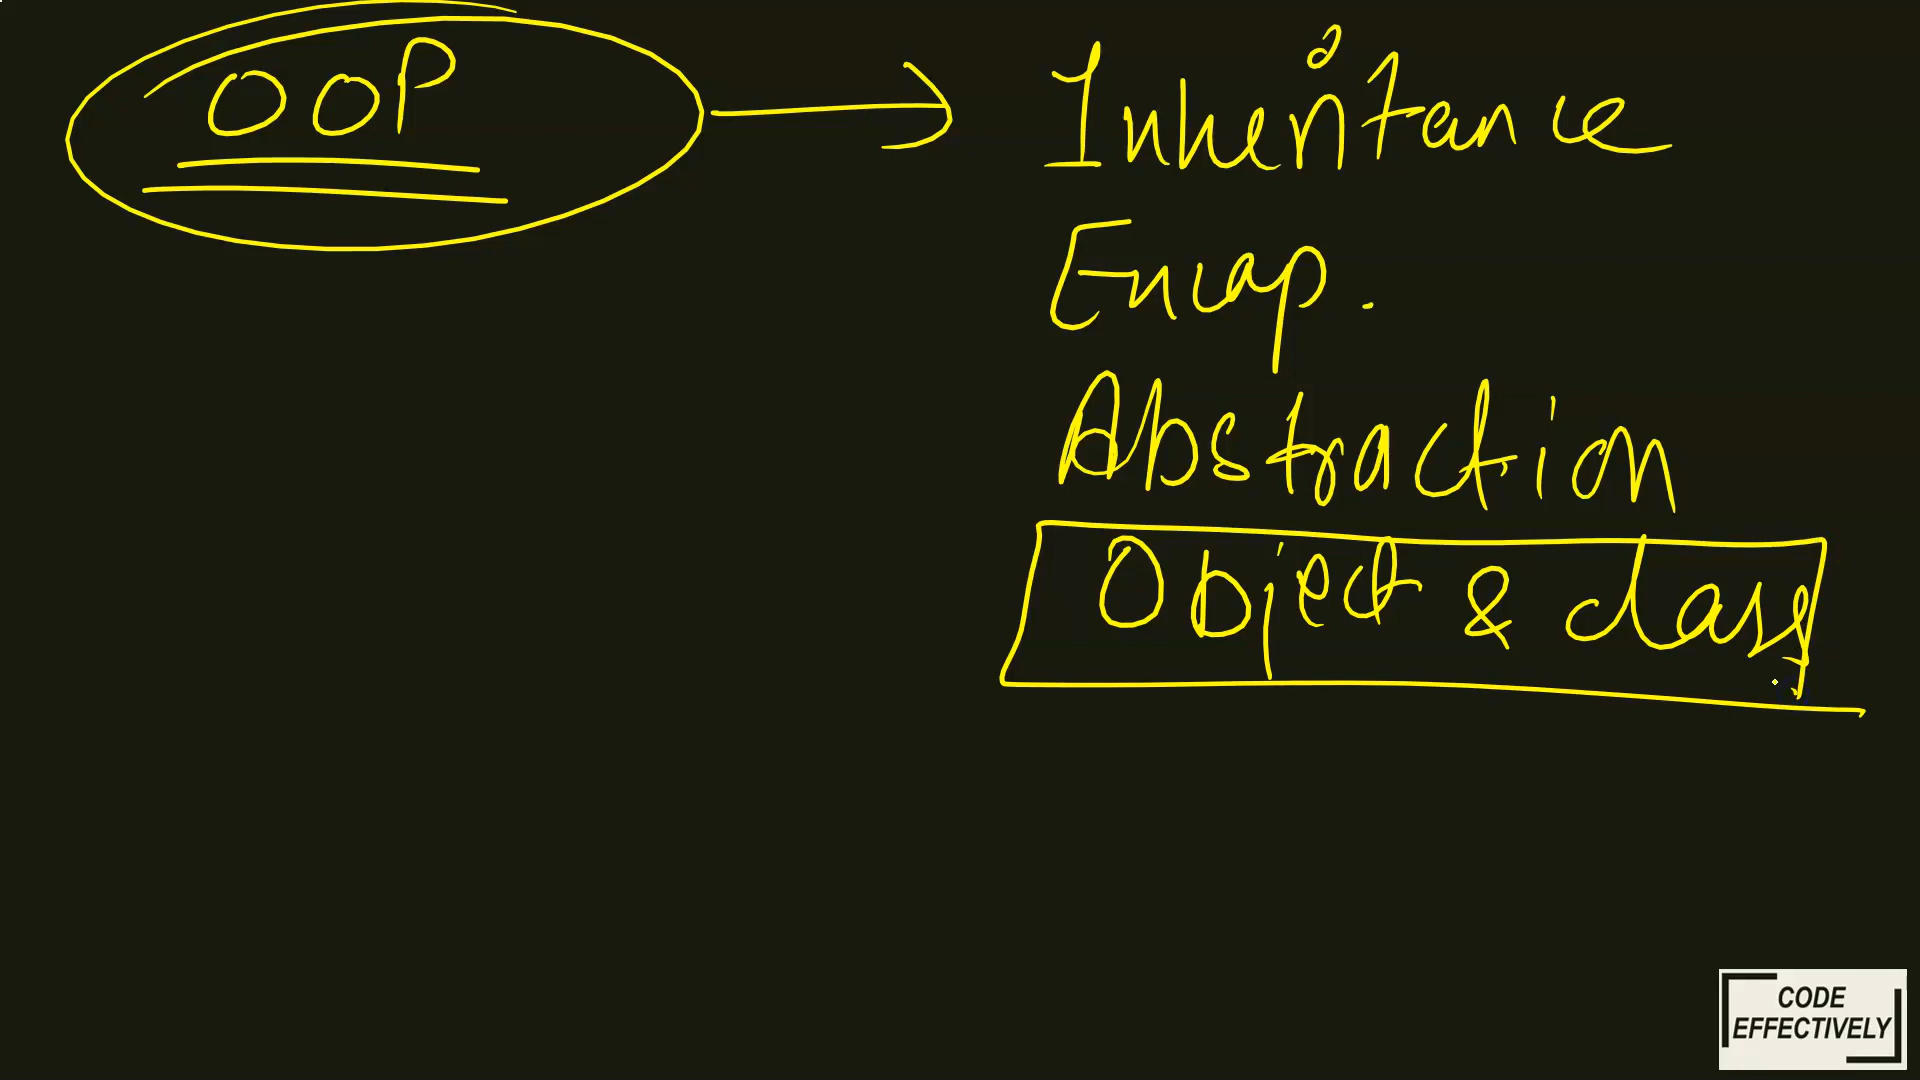 OOP
Inheritance
Encap.
Abstraction
Object & class
CODE
EFFECTIVELY